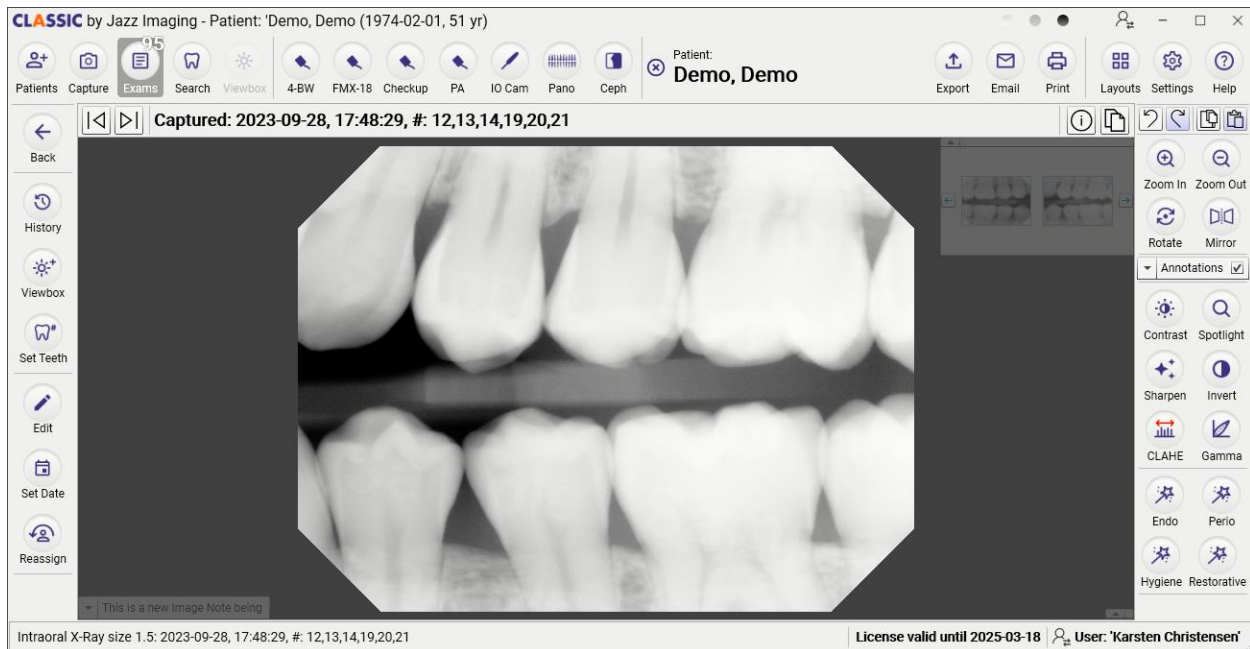 CLASSIC by Jazz Imaging - Patient: 'Demo, Demo (1974-02-01, 51 yr)
95
Patients Capture Exams Search Viewbox 4-BW FMX-18 Checkup PA IO Cam Pano Ceph
Patient:
Demo, Demo
Export Email Print Layouts Settings Help
Back
Captured: 2023-09-28, 17:48:29, #: 12,13,14,19,20,21
History
Viewbox
Set Teeth
Edit
Set Date
Reassign
This is a new Image Note being
Zoom In Zoom Out
Rotate Mirror
Annotations
Contrast Spotlight
Sharpen Invert
CLAHE Gamma
Endo Perio
Hygiene Restorative
Intraoral X-Ray size 1.5: 2023-09-28, 17:48:29, #: 12,13,14,19,20,21
License valid until 2025-03-18 User: 'Karsten Christensen'